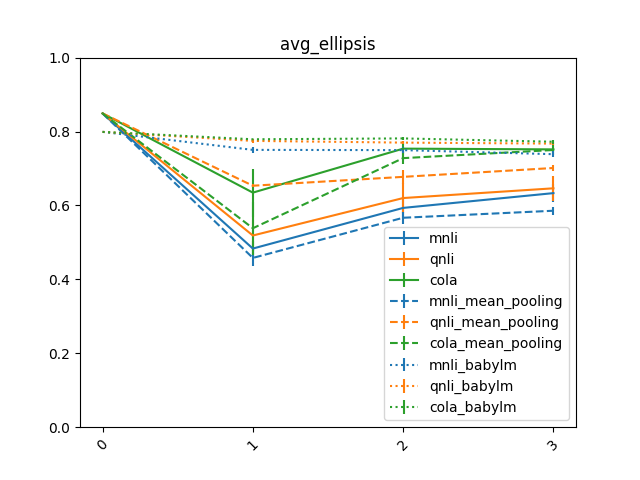 avg_ellipsis
1.0
0.8
0.6
0.4
0.2
0.0
0
1
2
3
mnli
qnli
cola
mnli_mean_pooling
qnli_mean_pooling
cola_mean_pooling
mnli_babylm
qnli_babylm
cola_babylm